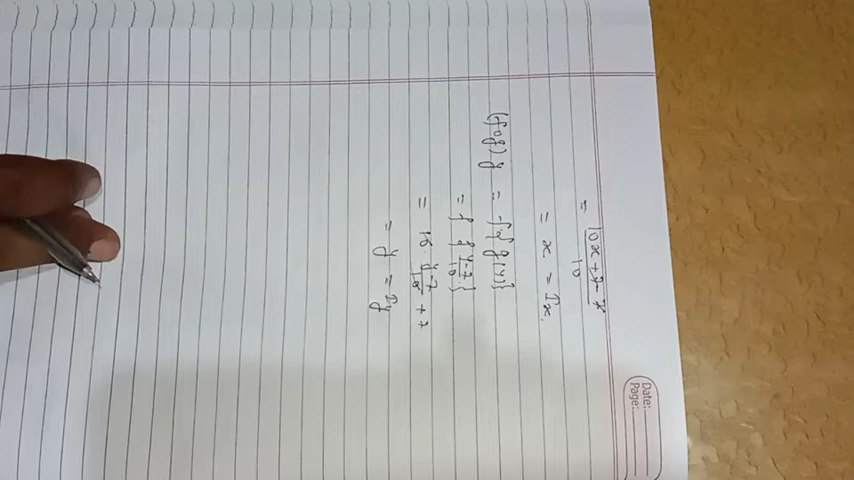 Date:
Page:
= 10x + 7 - 7 / 10
= x = Ix.
(fog) y = f { g(y)}
= f { y-7 / 10 }
= 10 . y-7 / 10 + 7
= y = Iy